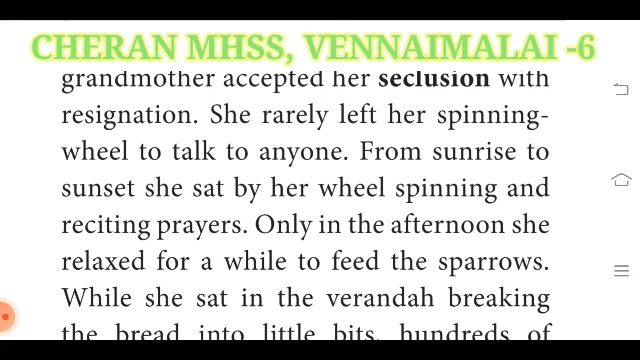 CHERAN MHSS, VENNAIMALAI -6
grandmother accepted her seclusion with
resignation. She rarely left her spinning-
wheel to talk to anyone. From sunrise to
sunset she sat by her wheel spinning and
reciting prayers. Only in the afternoon she
relaxed for a while to feed the sparrows.
While she sat in the verandah breaking
the bread into little bits, hundreds of